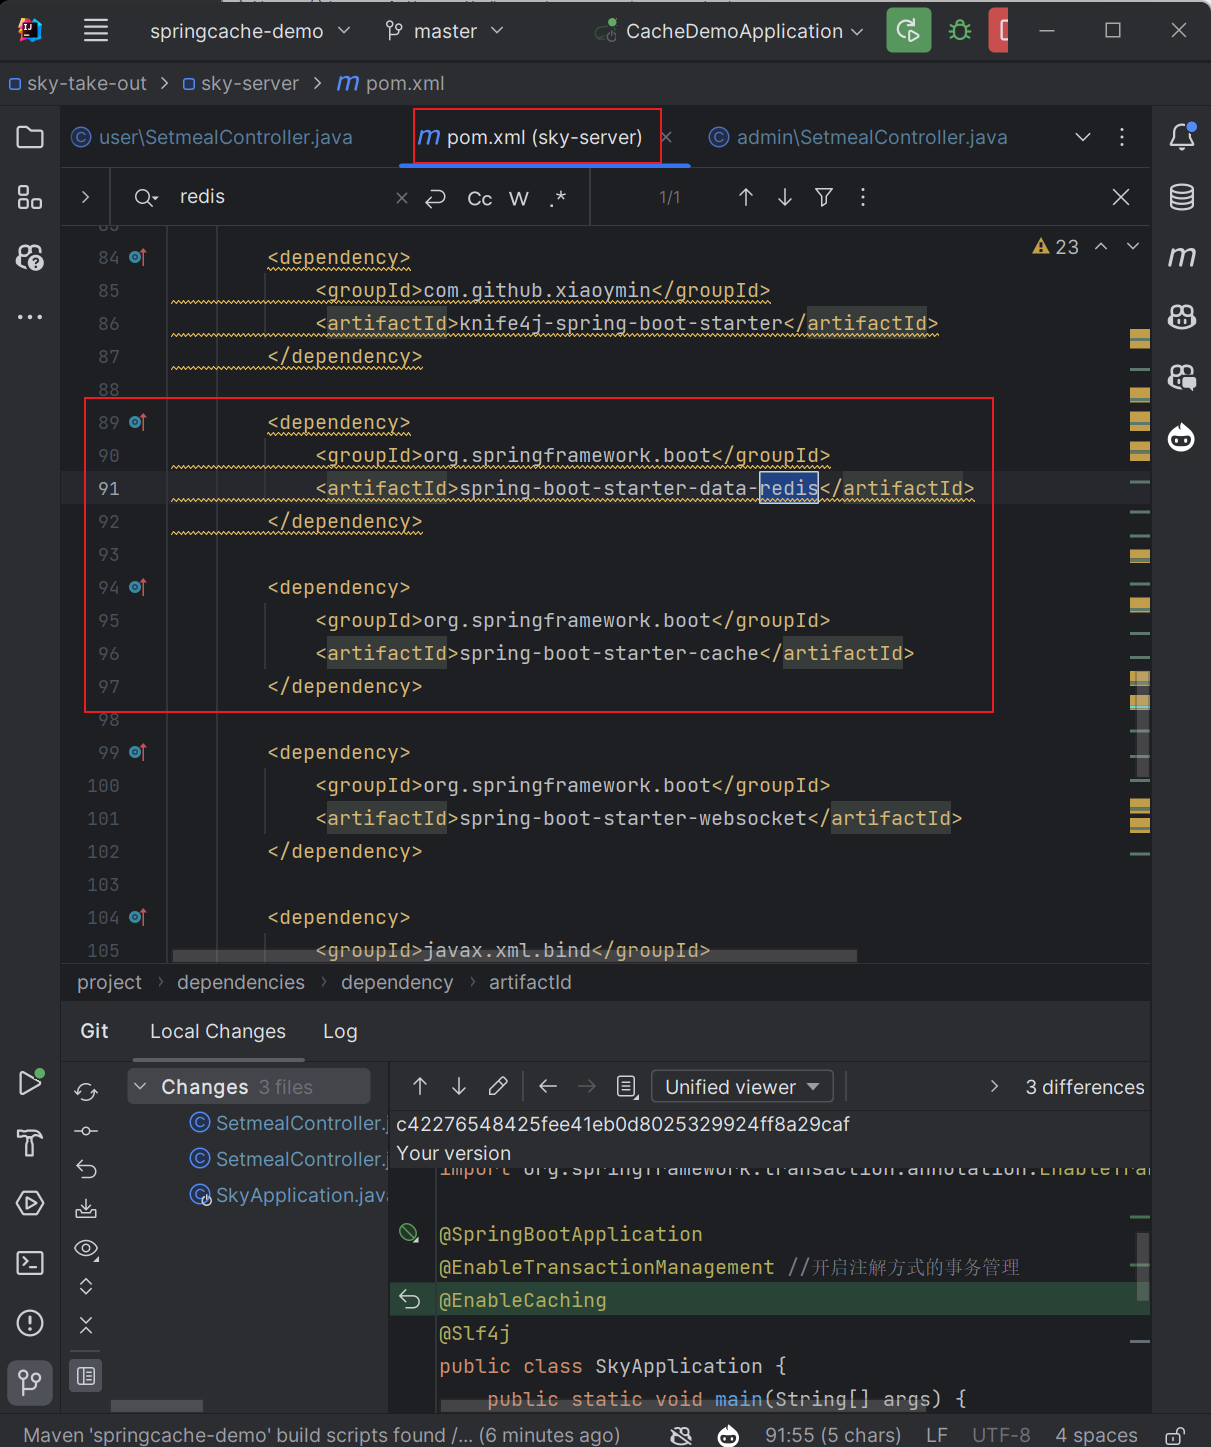 springcache-demo master CacheDemoApplication
sky-take-out > sky-server > m pom.xml
user\SetmealController.java m pom.xml (sky-server) admin\SetmealController.java
redis Cc W .* 1/1
84 <dependency> 23
85 <groupId>com.github.xiaoymin</groupId>
86 <artifactId>knife4j-spring-boot-starter</artifactId>
87 </dependency>
88
89 <dependency>
90 <groupId>org.springframework.boot</groupId>
91 <artifactId>spring-boot-starter-data-redis</artifactId>
92 </dependency>
93
94 <dependency>
95 <groupId>org.springframework.boot</groupId>
96 <artifactId>spring-boot-starter-cache</artifactId>
97 </dependency>
98
99 <dependency>
100 <groupId>org.springframework.boot</groupId>
101 <artifactId>spring-boot-starter-websocket</artifactId>
102 </dependency>
103
104 <dependency>
105 <groupId>javax.xml.bind</groupId>
project > dependencies > dependency > artifactId
Git Local Changes Log
Changes 3 files
SetmealController.j
SetmealController.j
SkyApplication.java
Unified viewer 3 differences
c42276548425fee41eb0d8025329924ff8a29caf
Your version
import org.springframework.transaction.annotation.EnableTran
@SpringBootApplication
@EnableTransactionManagement //开启注解方式的事务管理
@EnableCaching
@Slf4j
public class SkyApplication {
public static void main(String[] args) {
Maven 'springcache-demo' build scripts found /... (6 minutes ago) 91:55 (5 chars) LF UTF-8 4 spaces